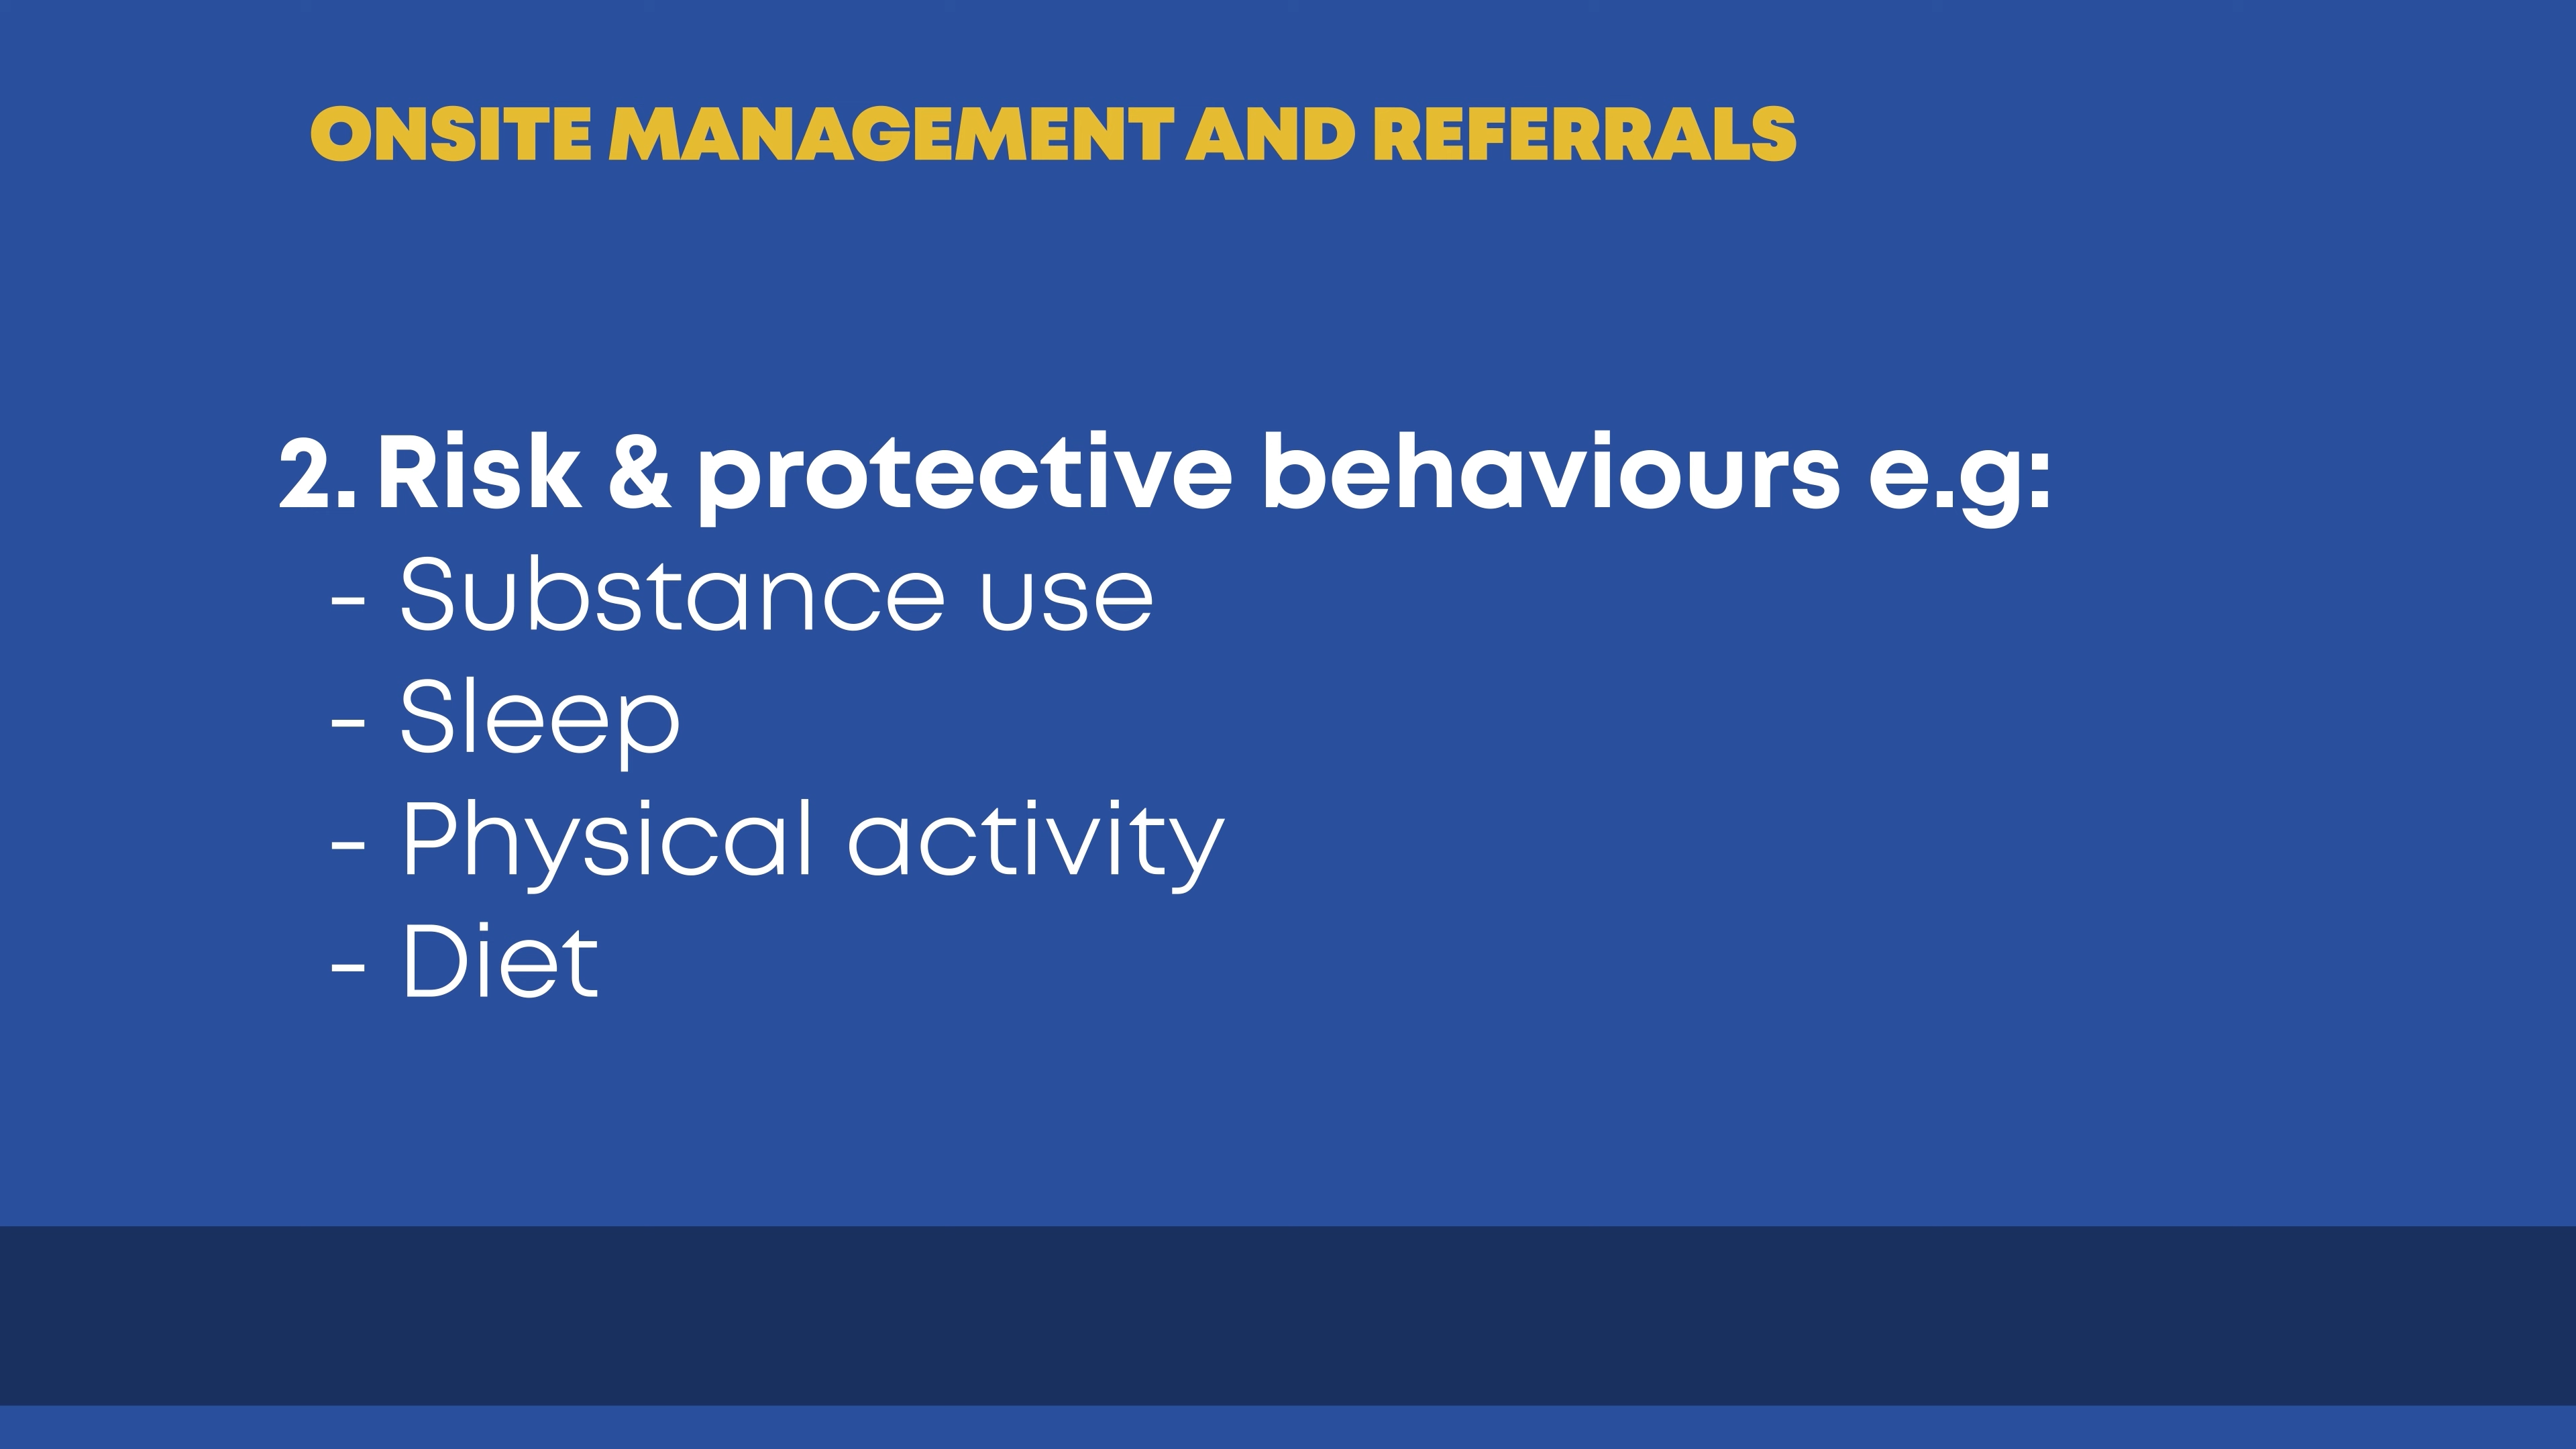 ONSITE MANAGEMENT AND REFERRALS
2. Risk & protective behaviours e.g:
- Substance use
- Sleep
- Physical activity
- Diet